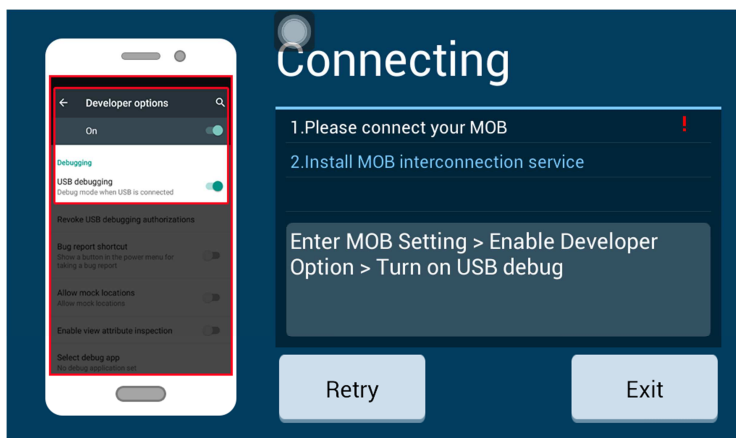 Developer options
On
Debugging
USB debugging
Debug mode when USB is connected
Revoke USB debugging authorizations
Bug report shortcut
Show a button in the power menu for
taking a bug report
Allow mock locations
Allow mock locations
Enable view attribute inspection
Select debug app
No debug application set
Connecting
1.Please connect your MOB !
2.Install MOB interconnection service
Enter MOB Setting > Enable Developer
Option > Turn on USB debug
Retry
Exit